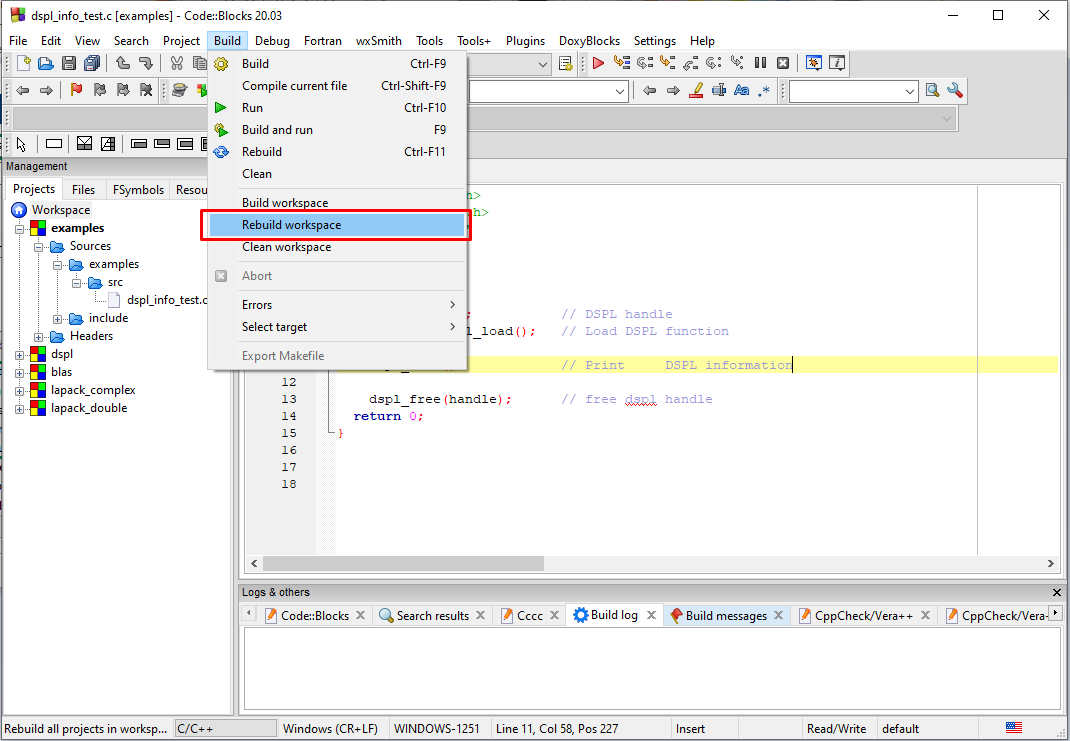 dspl_info_test.c [examples] - Code::Blocks 20.03
File Edit View Search Project Build Debug Fortran wxSmith Tools Tools+ Plugins DoxyBlocks Settings Help
Build Ctrl-F9
Compile current file Ctrl-Shift-F9
Run Ctrl-F10
Build and run F9
Rebuild Ctrl-F11
Clean
Build workspace
Rebuild workspace
Clean workspace
Abort
Errors
Select target
Export Makefile
Management
Projects Files FSymbols Resou
Workspace
examples
Sources
examples
src
dspl_info_test.c
include
Headers
dspl
blas
lapack_complex
lapack_double
h>
h>
; // DSPL handle
l_load(); // Load DSPL function
// Print DSPL information
12
13 dspl_free(handle); // free dspl handle
14 return 0;
15 }
16
17
18
Logs & others
Code::Blocks Search results Cccc Build log Build messages CppCheck/Vera++ CppCheck/Vera
Rebuild all projects in worksp... C/C++ Windows (CR+LF) WINDOWS-1251 Line 11, Col 58, Pos 227 Insert Read/Write default